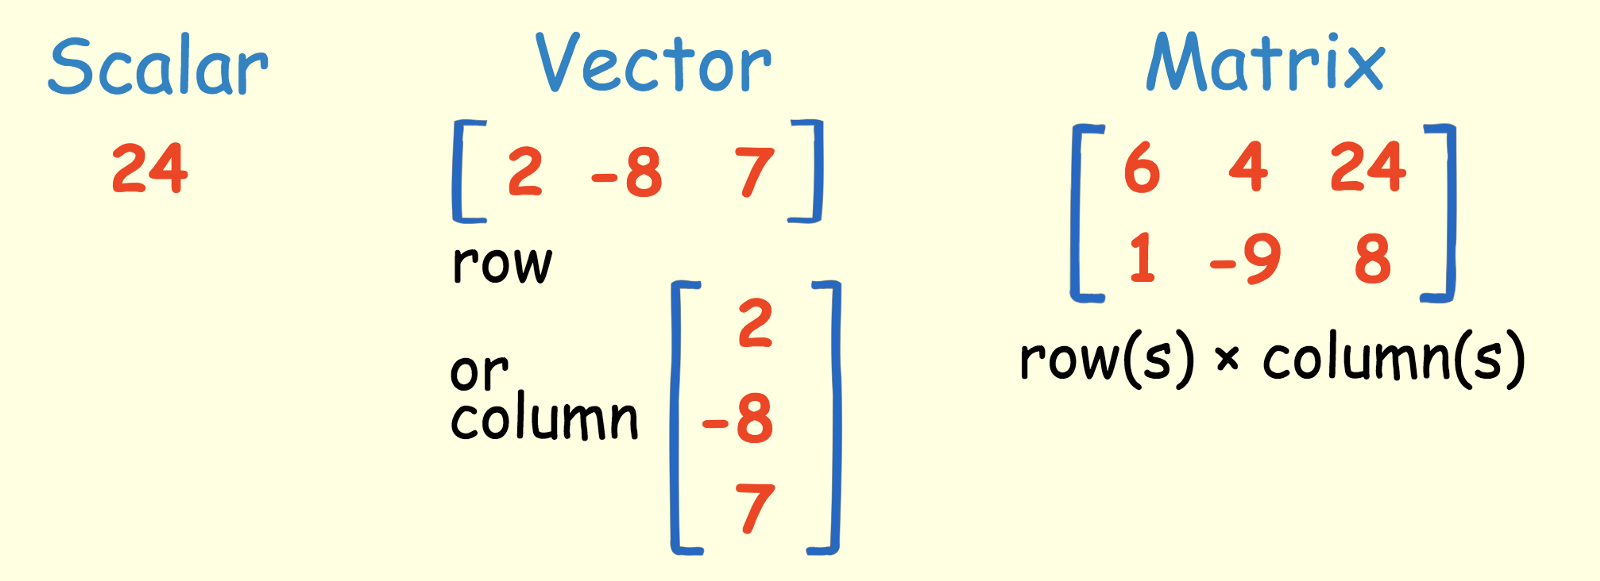 Scalar
24
Vector
[ 2 -8 7 ]
row
or
column
2
-8
7
Matrix
6 4 24
1 -9 8
row(s) × column(s)